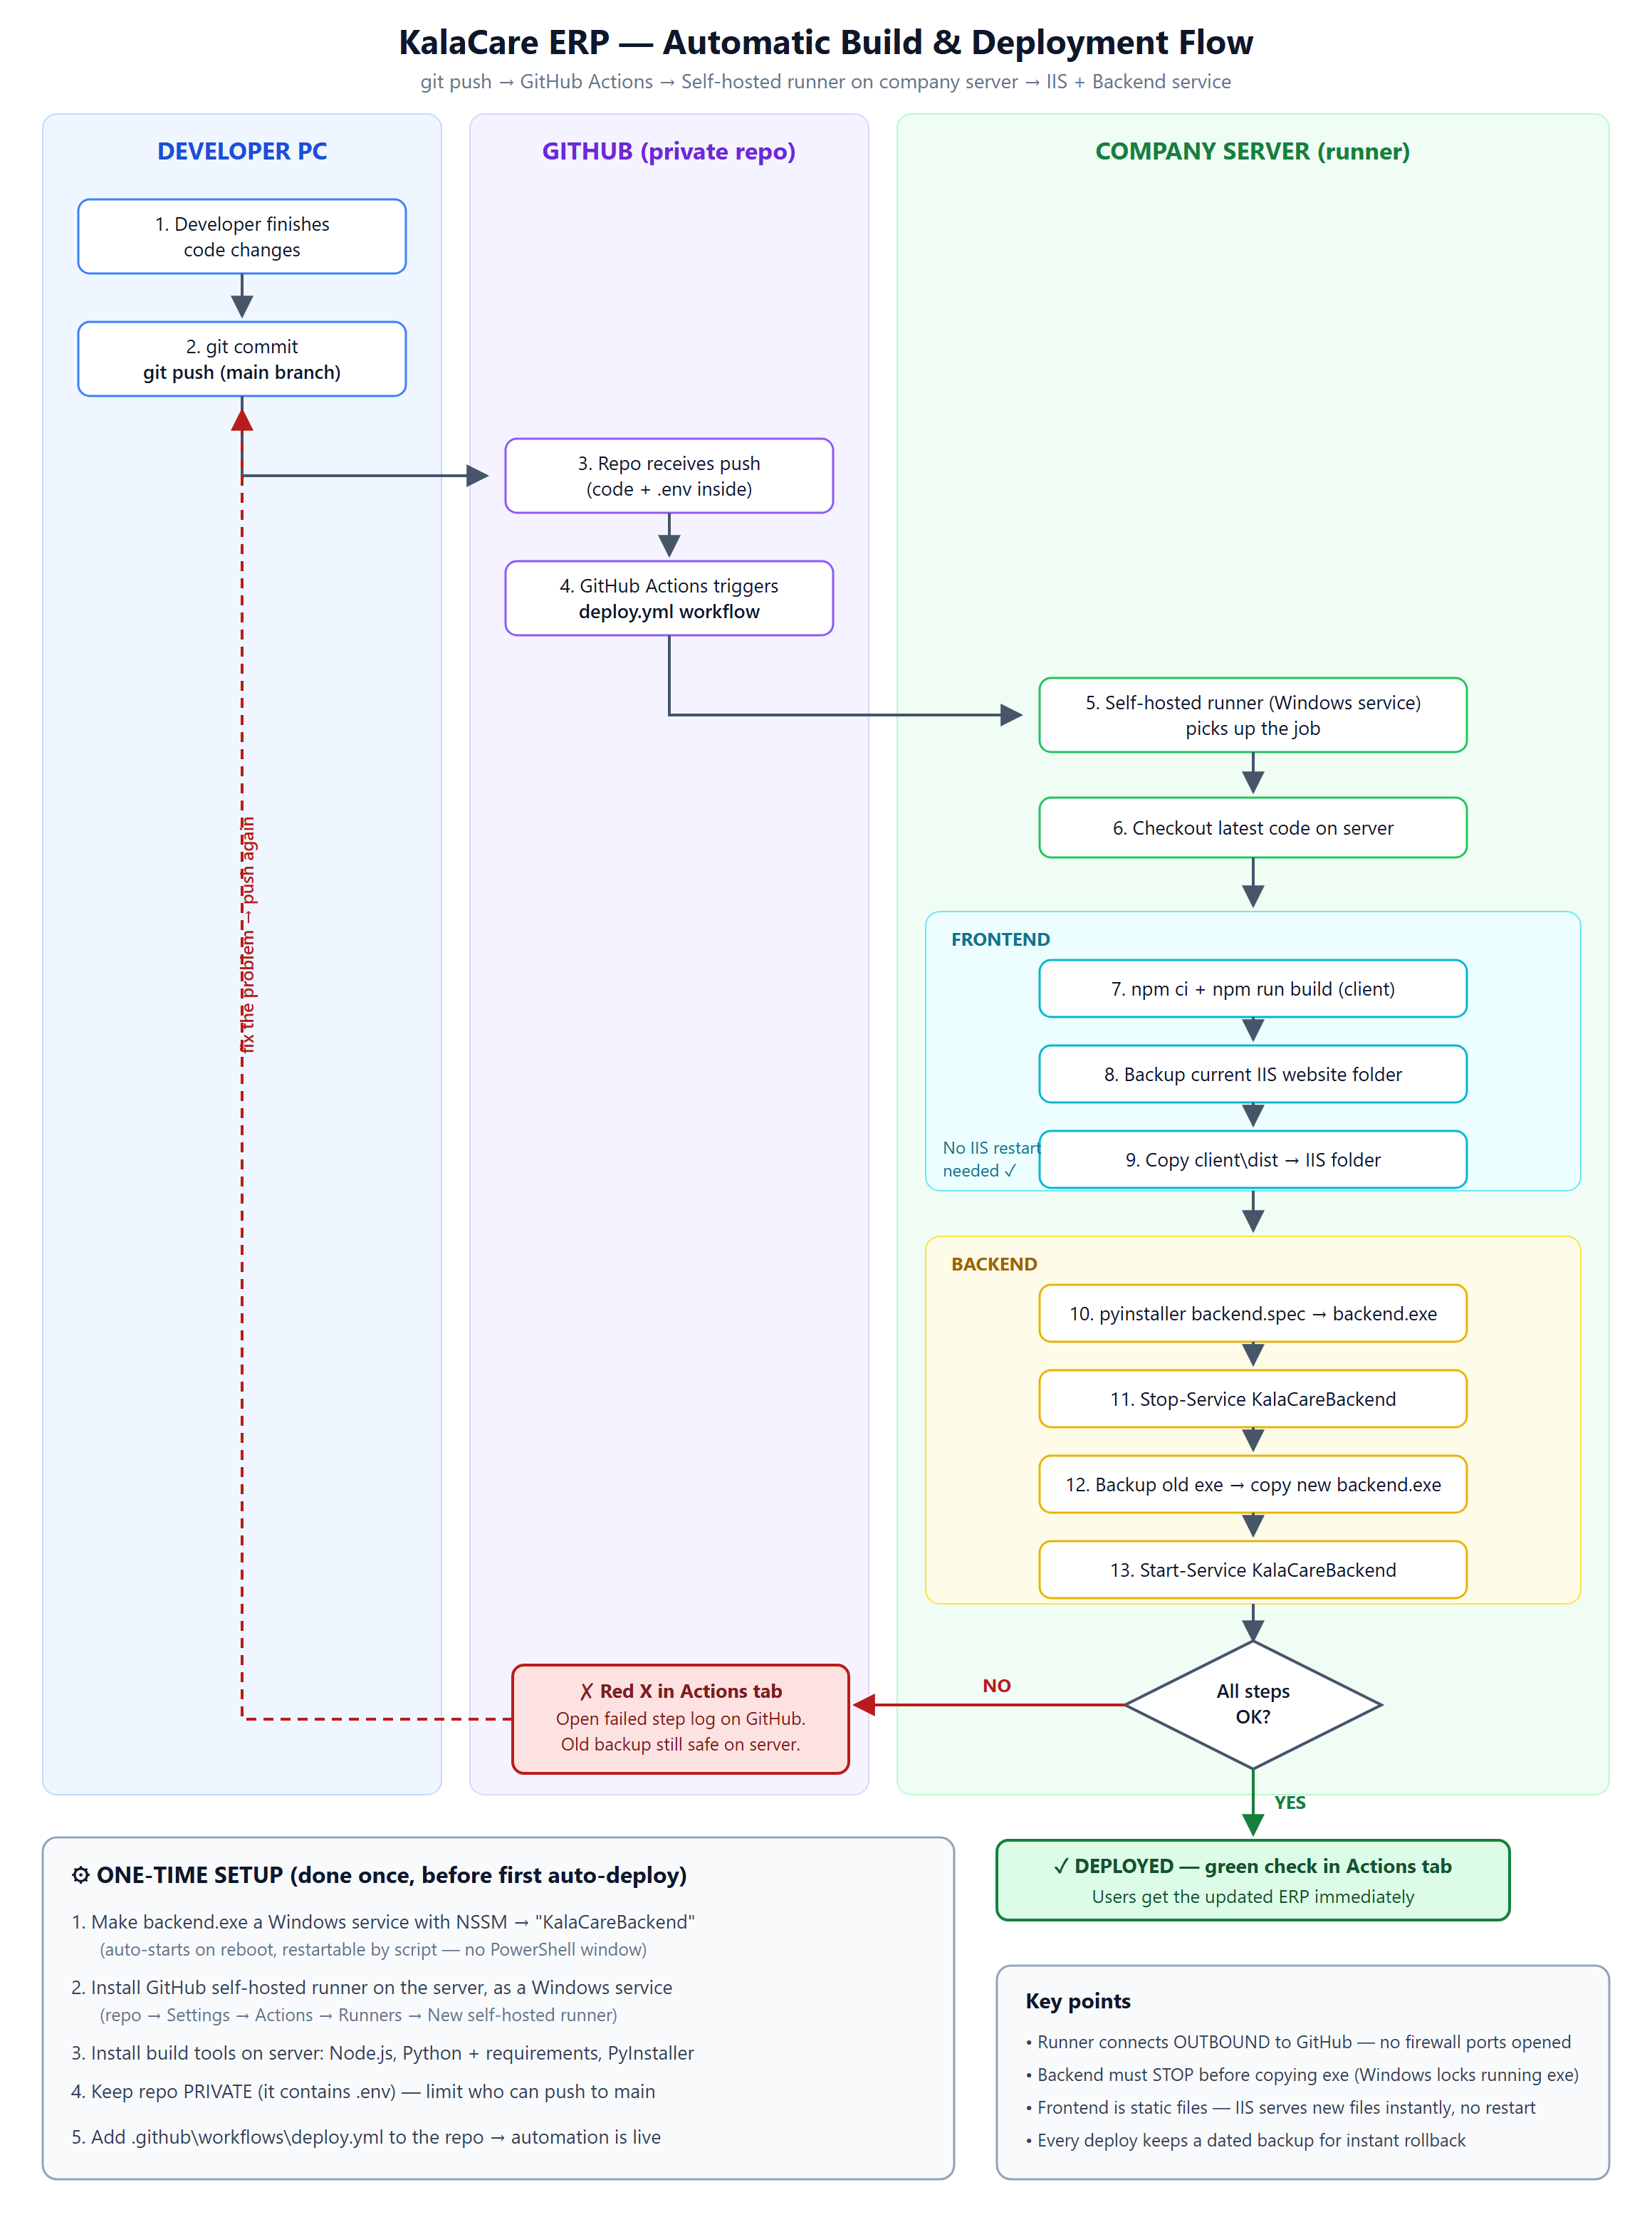 KalaCare ERP — Automatic Build & Deployment Flow
git push → GitHub Actions → Self-hosted runner on company server → IIS + Backend service
DEVELOPER PC
1. Developer finishes
code changes
2. git commit
git push (main branch)
fix the problem → push again
GITHUB (private repo)
3. Repo receives push
(code + .env inside)
4. GitHub Actions triggers
deploy.yml workflow
COMPANY SERVER (runner)
5. Self-hosted runner (Windows service)
picks up the job
6. Checkout latest code on server
FRONTEND
7. npm ci + npm run build (client)
8. Backup current IIS website folder
No IIS restart
needed ✓
9. Copy client\dist → IIS folder
BACKEND
10. pyinstaller backend.spec → backend.exe
11. Stop-Service KalaCareBackend
12. Backup old exe → copy new backend.exe
13. Start-Service KalaCareBackend
All steps
OK?
NO
✗ Red X in Actions tab
Open failed step log on GitHub.
Old backup still safe on server.
YES
✓ DEPLOYED — green check in Actions tab
Users get the updated ERP immediately
⚙ ONE-TIME SETUP (done once, before first auto-deploy)
1. Make backend.exe a Windows service with NSSM → "KalaCareBackend"
(auto-starts on reboot, restartable by script — no PowerShell window)
2. Install GitHub self-hosted runner on the server, as a Windows service
(repo → Settings → Actions → Runners → New self-hosted runner)
3. Install build tools on server: Node.js, Python + requirements, PyInstaller
4. Keep repo PRIVATE (it contains .env) — limit who can push to main
5. Add .github\workflows\deploy.yml to the repo → automation is live
Key points
• Runner connects OUTBOUND to GitHub — no firewall ports opened
• Backend must STOP before copying exe (Windows locks running exe)
• Frontend is static files — IIS serves new files instantly, no restart
• Every deploy keeps a dated backup for instant rollback